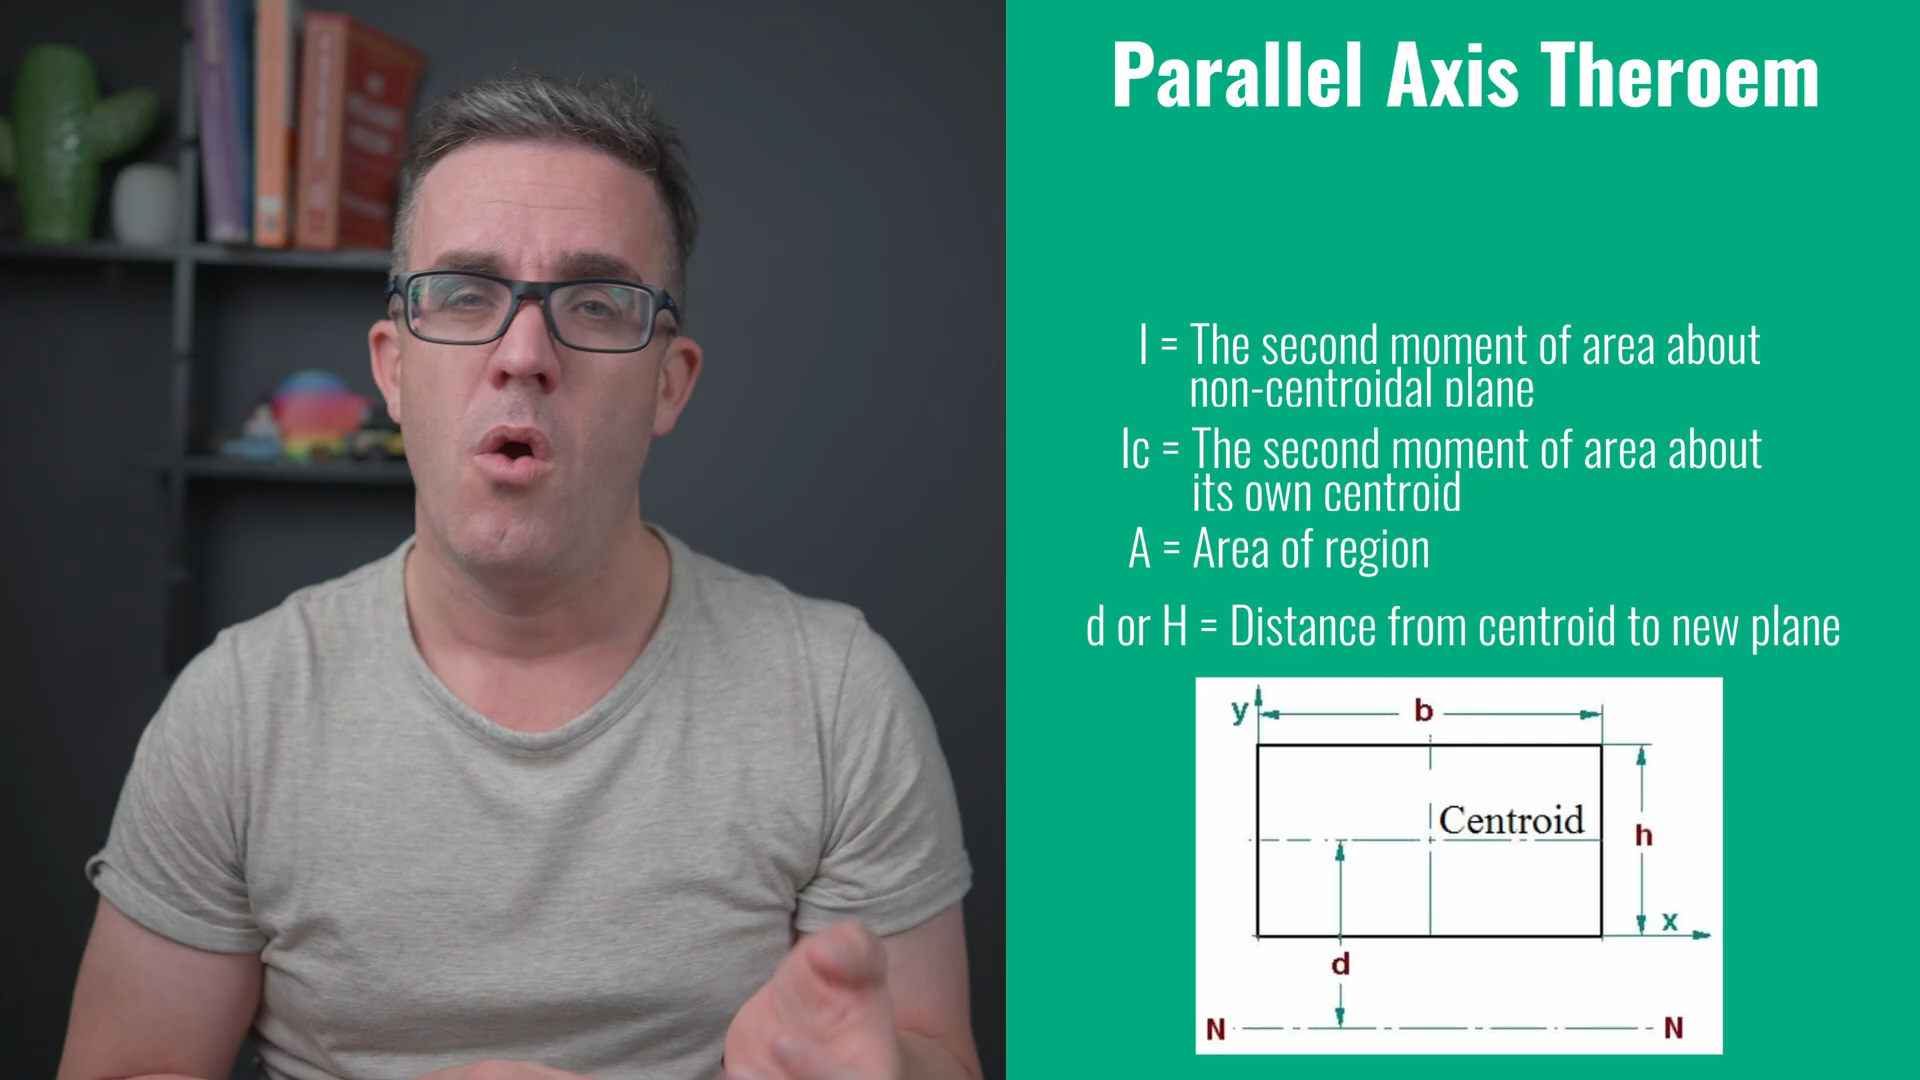 Parallel Axis Theroem
I = The second moment of area about
non-centroidal plane
Ic = The second moment of area about
its own centroid
A = Area of region
d or H = Distance from centroid to new plane
y
b
Centroid
h
x
d
N
N